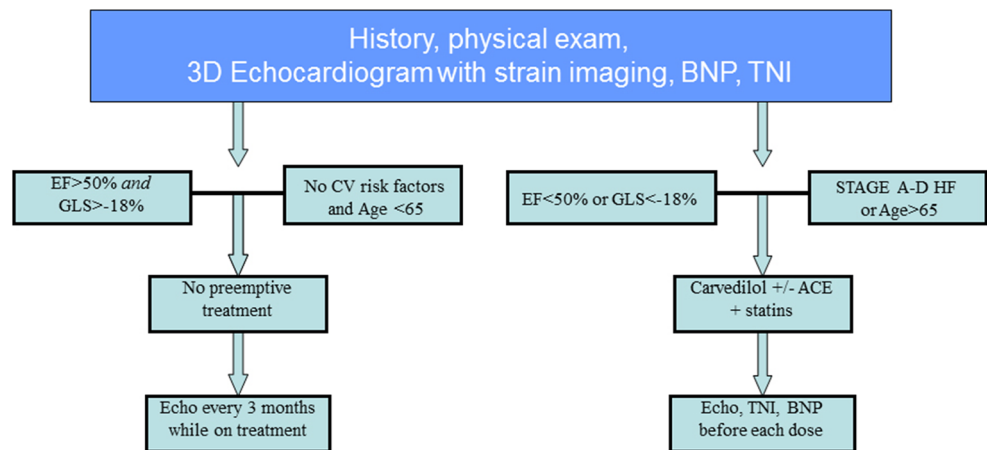 History, physical exam,
3D Echocardiogram with strain imaging, BNP, TNI
EF>50% and
GLS>-18%
No CV risk factors
and Age <65
EF<50% or GLS<-18%
STAGE A-D HF
or Age>65
No preemptive
treatment
Carvedilol +/- ACE
+ statins
Echo every 3 months
while on treatment
Echo, TNI, BNP
before each dose